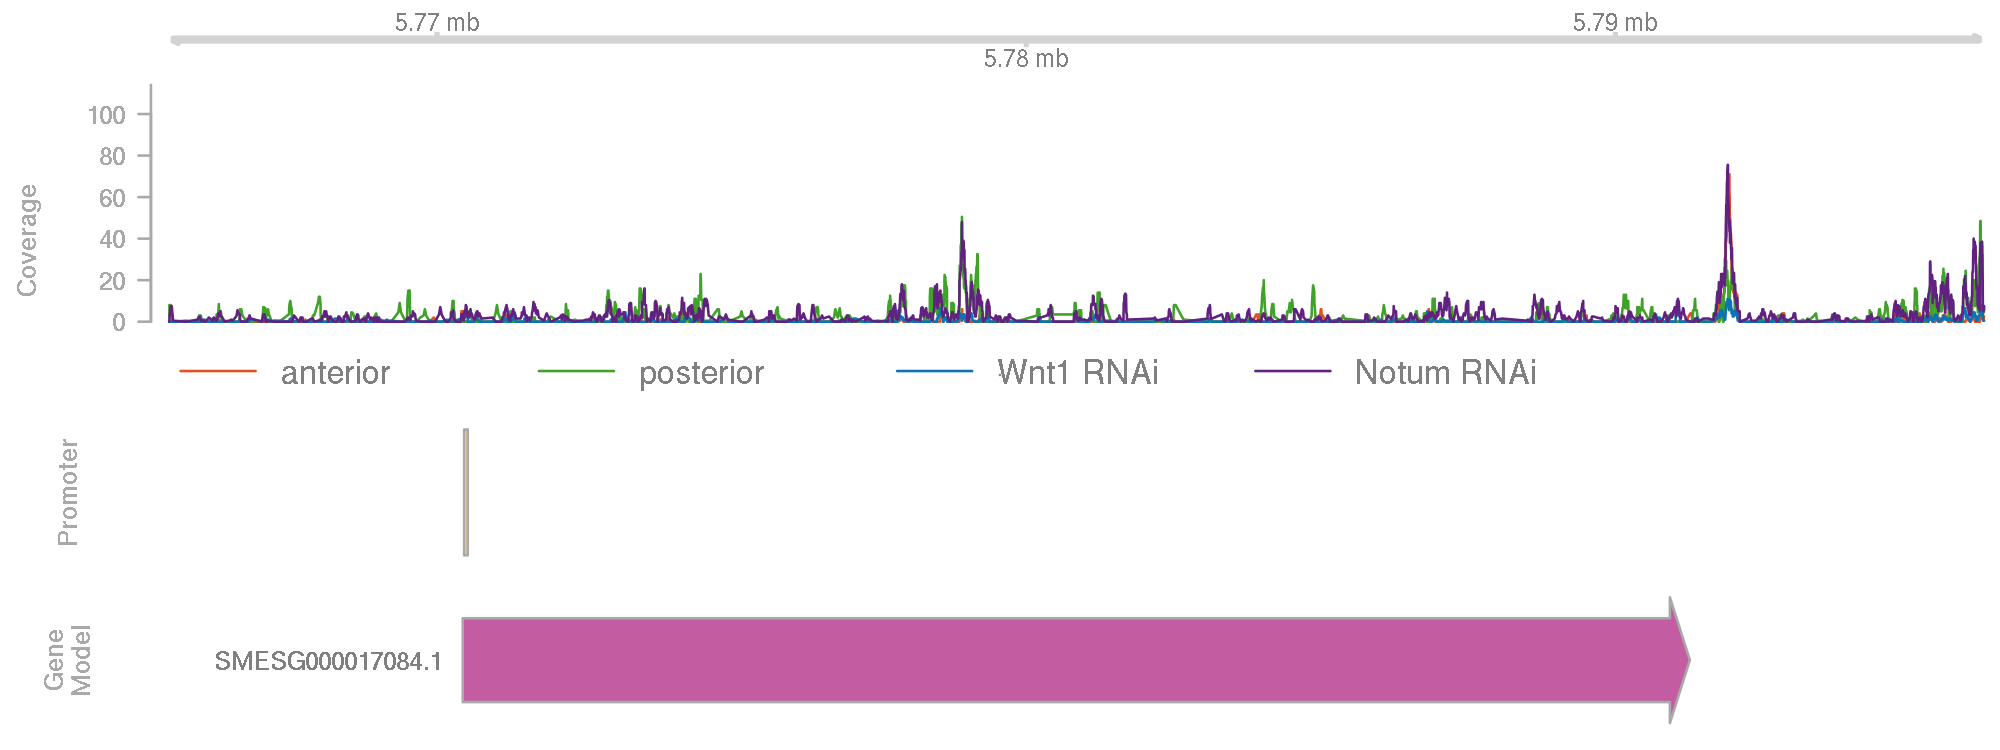 5.77 mb
5.79 mb
5.78 mb
Coverage
100
80
60
40
20
0
anterior posterior Wnt1 RNAi Notum RNAi
Promoter
Gene
Model
SMESG000017084.1